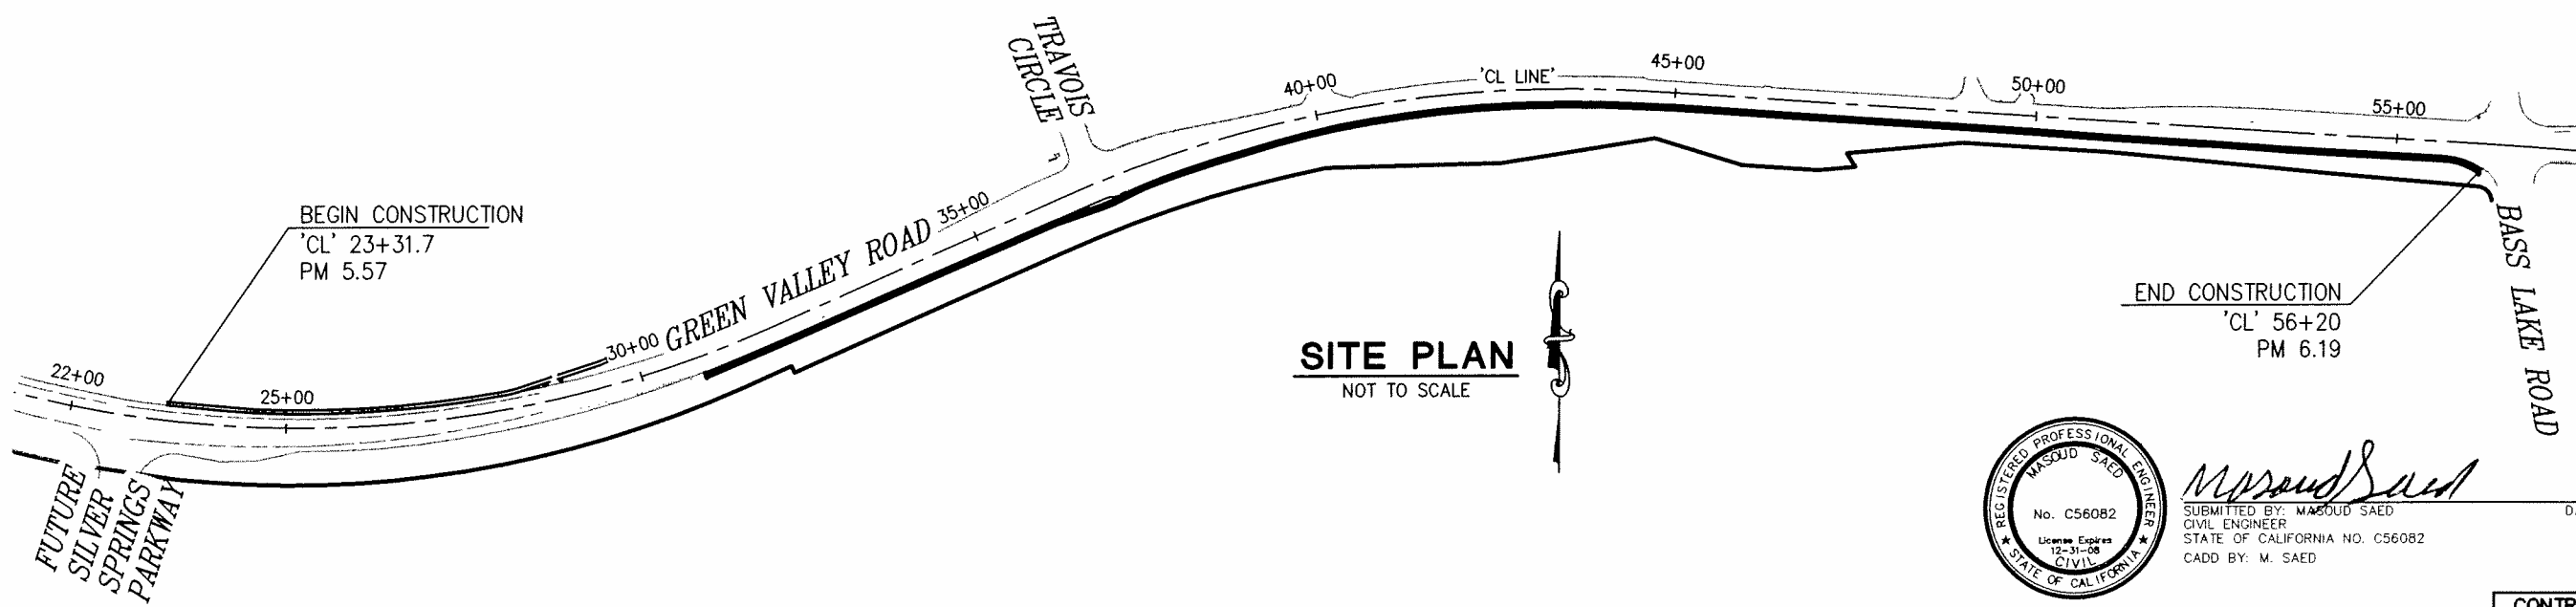 TRAVOIS
CIRCLE
40+00
'CL LINE'
45+00
50+00
55+00
BEGIN CONSTRUCTION
'CL' 23+31.7
PM 5.57
35+00
GREEN VALLEY ROAD
30+00
22+00
25+00
FUTURE
SILVER
SPRINGS
PARKWAY
SITE PLAN
NOT TO SCALE
END CONSTRUCTION
'CL' 56+20
PM 6.19
BASS LAKE ROAD
REGISTERED PROFESSIONAL ENGINEER
MASOUD SAED
No. C56082
License Expires
12-31-08
CIVIL
STATE OF CALIFORNIA
Masoud Saed
SUBMITTED BY: MASOUD SAED
CIVIL ENGINEER
STATE OF CALIFORNIA NO. C56082
CADD BY: M. SAED